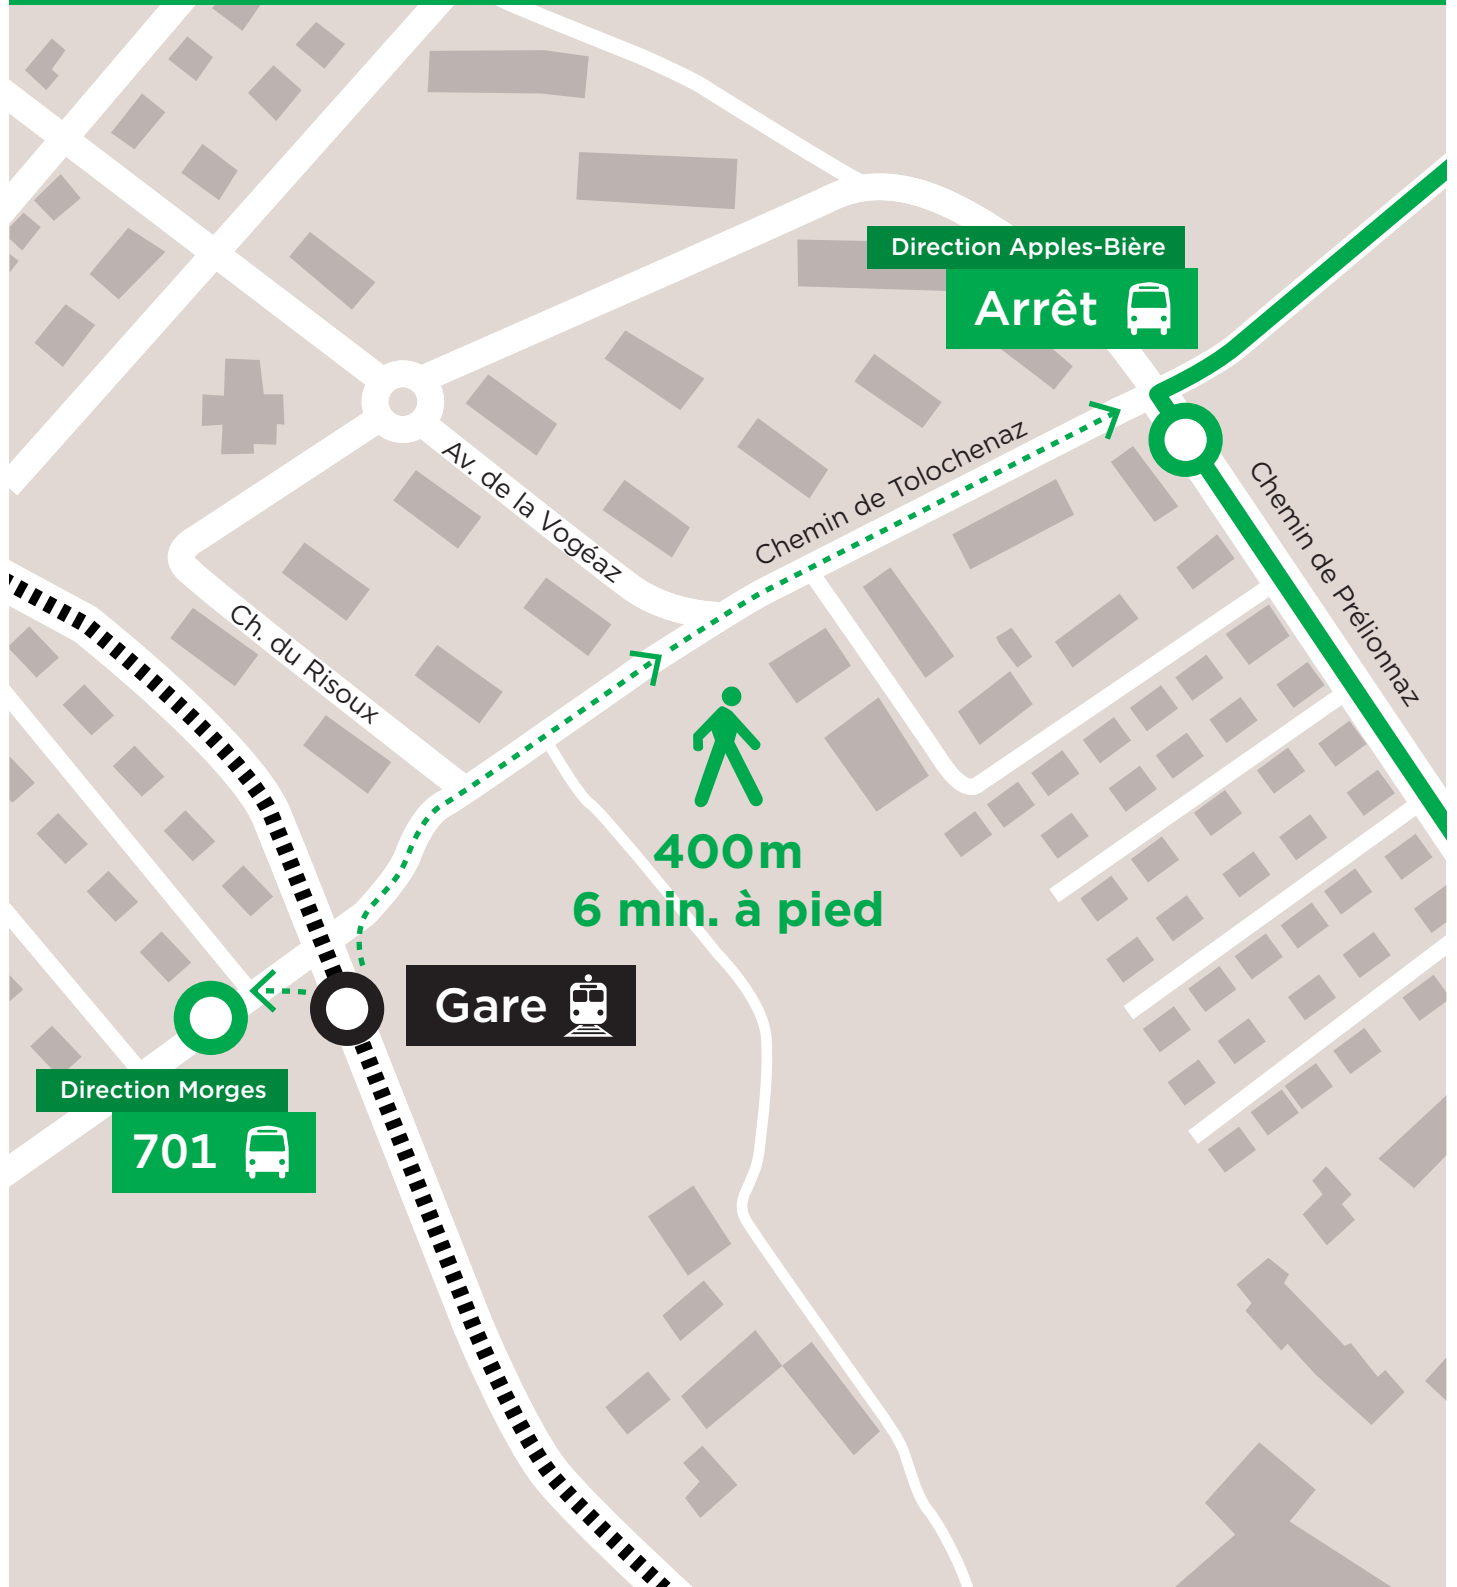 Direction Apples-Bière
Arrêt
Av. de la Vogéaz
Chemin de Tolochenaz
Chemin de Prélionnaz
Ch. du Risoux
400m
6 min. à pied
Gare
Direction Morges
701